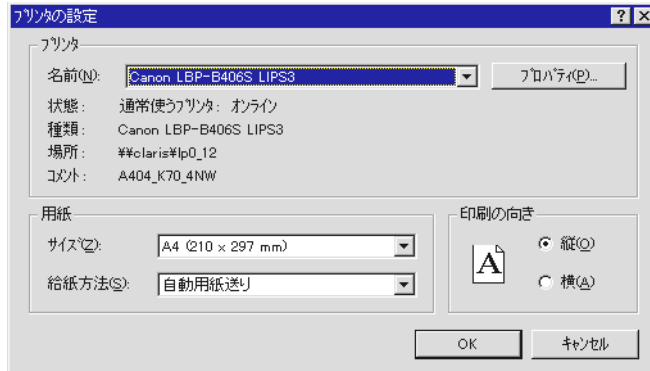 プリンタの設定
プリンタ
名前(N): Canon LBP-B406S LIPS3 プロパティ(P)...
状態: 通常使うプリンタ: オンライン
種類: Canon LBP-B406S LIPS3
場所: ¥¥claris¥lp0_12
コメント: A404_K70_4NW
用紙
サイズ(Z): A4 (210 x 297 mm)
給紙方法(S): 自動用紙送り
印刷の向き
A
縦(O)
横(A)
OK キャンセル